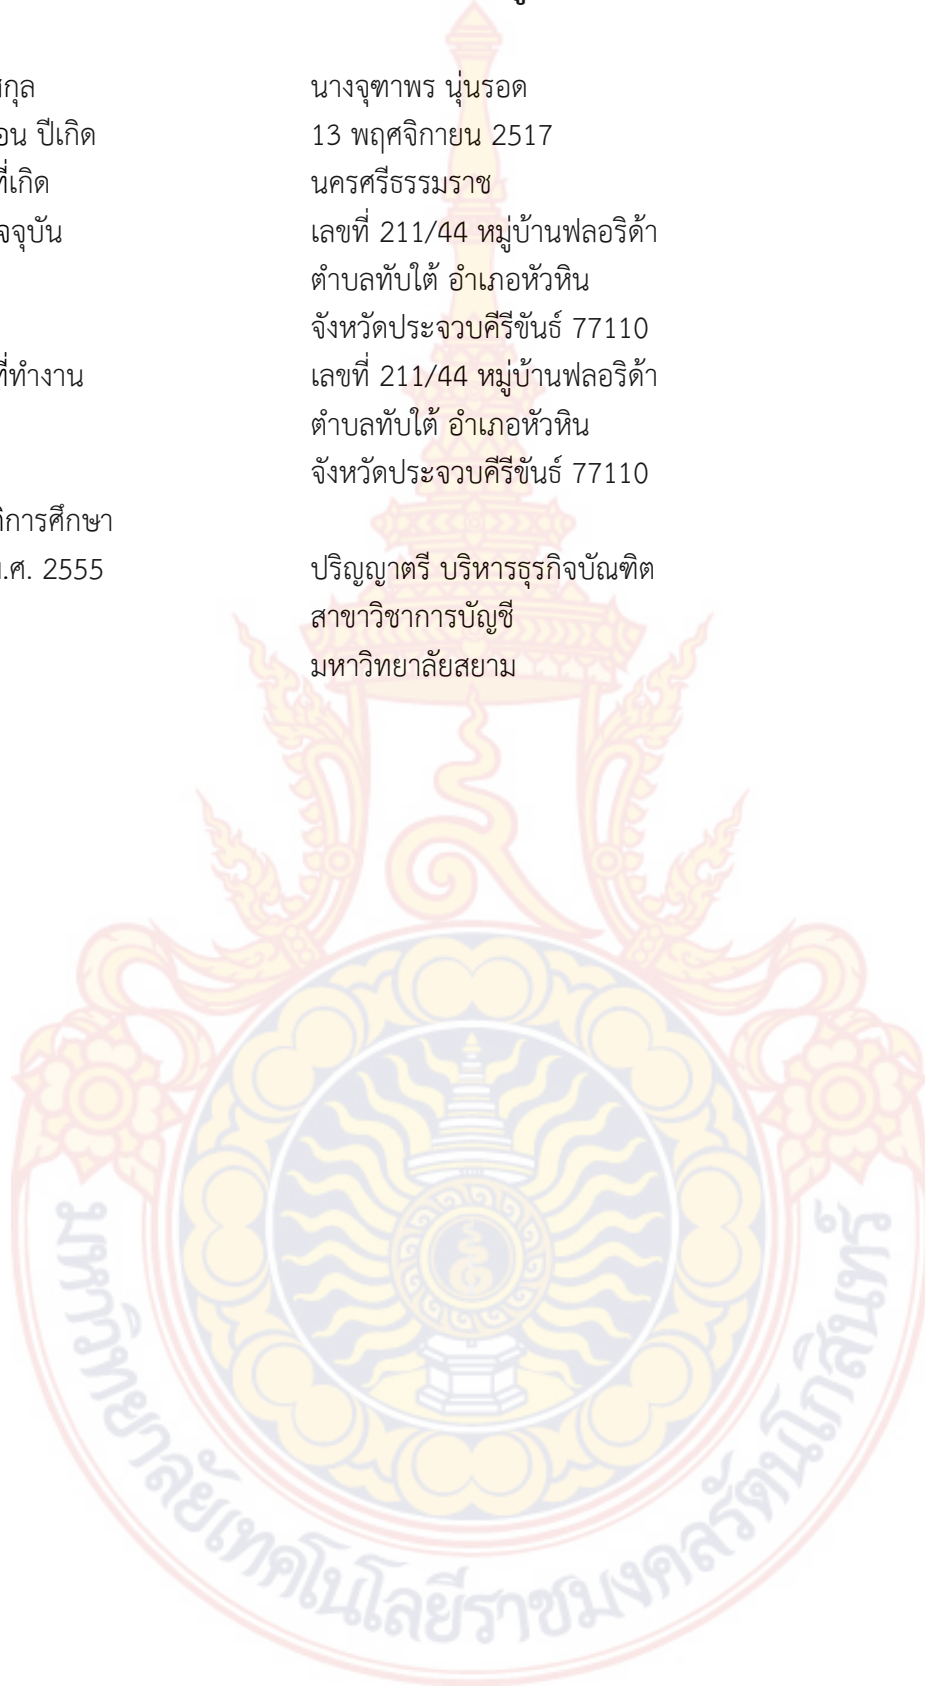 สกุล นางจุฑาพร นุ่นรอด
อน ปีเกิด 13 พฤศจิกายน 2517
ที่เกิด นครศรีธรรมราช
จจุบัน เลขที่ 211/44 หมู่บ้านฟลอริด้า
ตำบลทับใต้ อำเภอหัวหิน
จังหวัดประจวบคีรีขันธ์ 77110
ที่ทำงาน เลขที่ 211/44 หมู่บ้านฟลอริด้า
ตำบลทับใต้ อำเภอหัวหิน
จังหวัดประจวบคีรีขันธ์ 77110
ติการศึกษา
.ศ. 2555 ปริญญาตรี บริหารธุรกิจบัณฑิต
สาขาวิชาการบัญชี
มหาวิทยาลัยสยาม
มหาวิทยาลัยเทคโนโลยีราชมงคลรัตนโกสินทร์